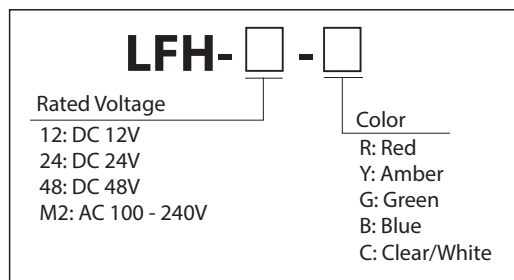 LFH-□ -□
Rated Voltage
12: DC 12V
24: DC 24V
48: DC 48V
M2: AC 100 - 240V
Color
R: Red
Y: Amber
G: Green
B: Blue
C: Clear/White